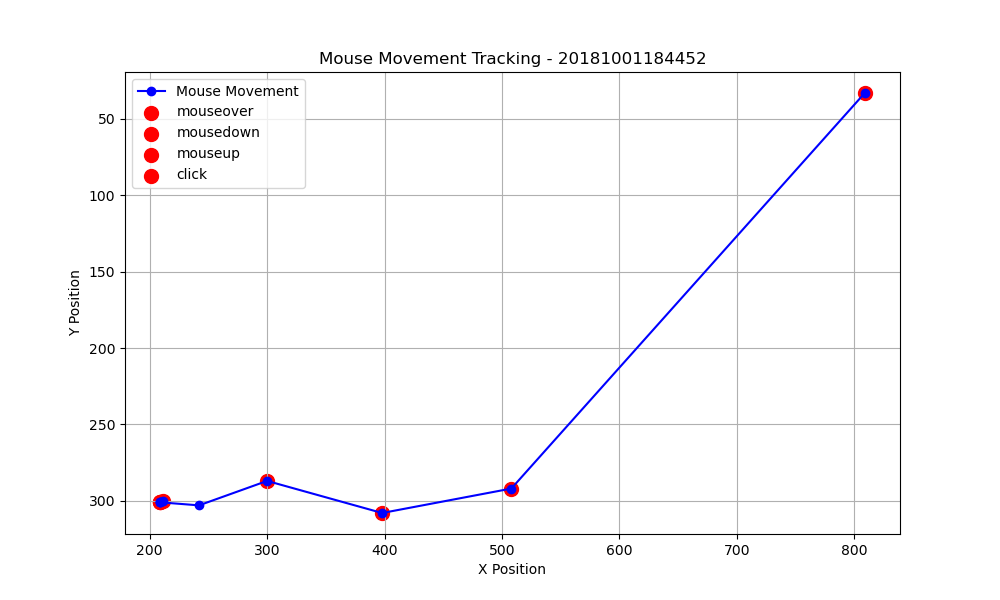 Mouse Movement Tracking - 20181001184452
Mouse Movement
mouseover
mousedown
mouseup
click
50
100
150
200
250
300
Y Position
200
300
400
500
600
700
800
X Position